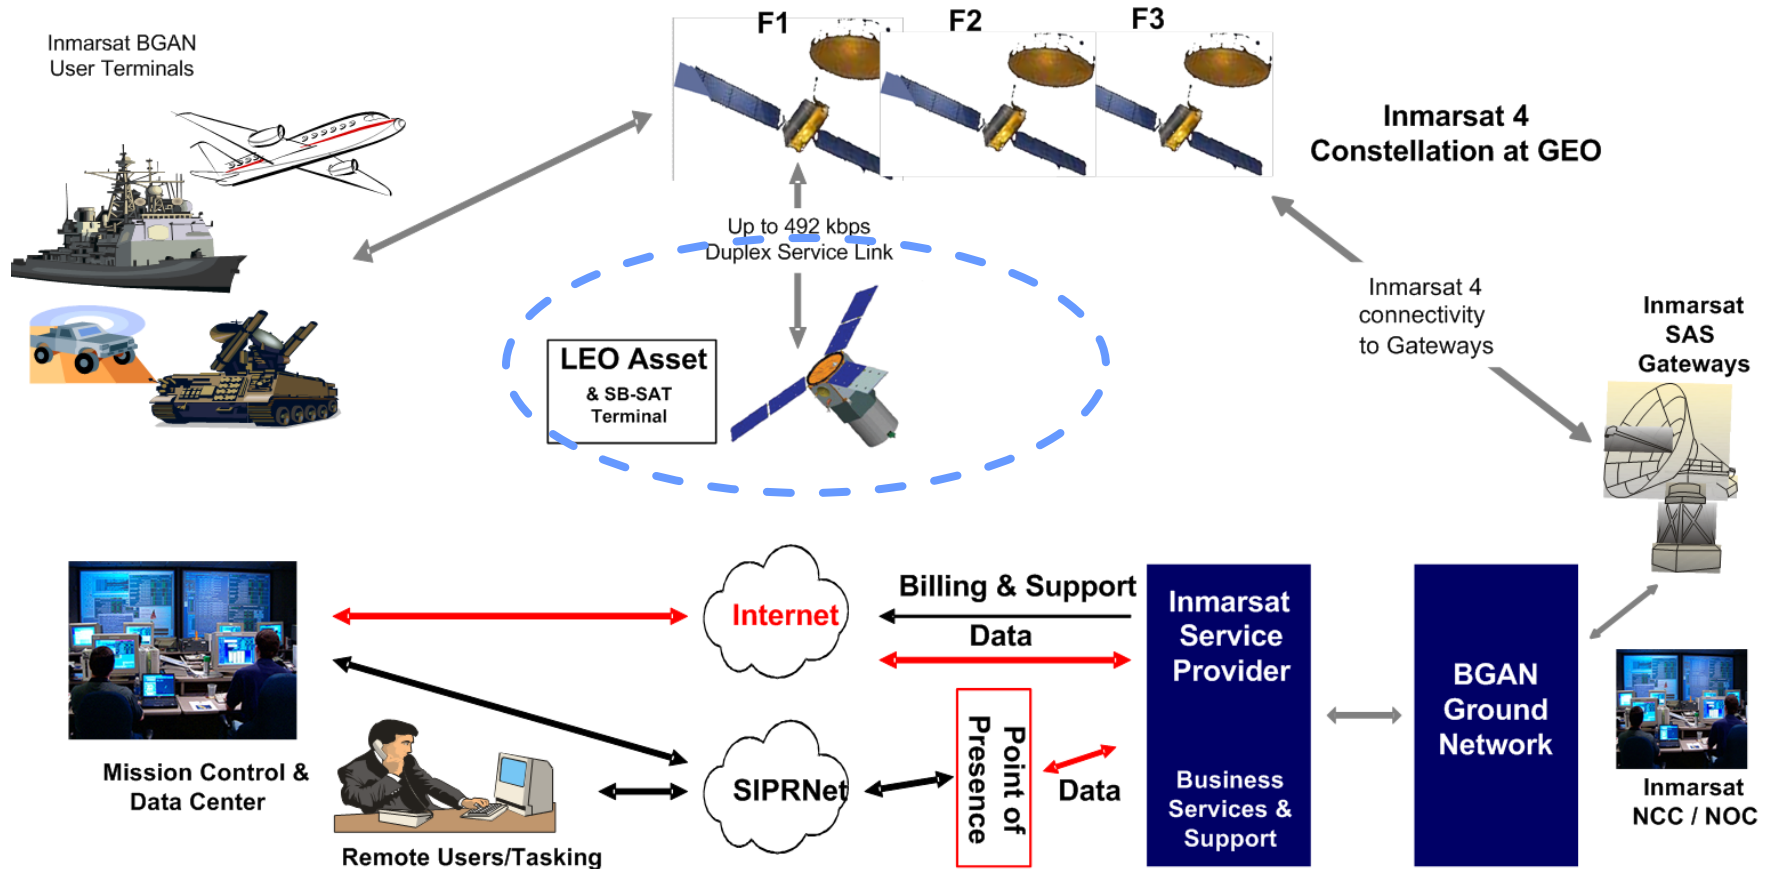 Inmarsat BGAN
User Terminals
F1
F2
F3
Inmarsat 4
Constellation at GEO
Up to 492 kbps
Duplex Service Link
LEO Asset
& SB-SAT
Terminal
Inmarsat 4
connectivity
to Gateways
Inmarsat
SAS
Gateways
Mission Control &
Data Center
Remote Users/Tasking
Internet
SIPRNet
Billing & Support
Data
Point of
Presence
Data
Inmarsat
Service
Provider
Business
Services &
Support
BGAN
Ground
Network
Inmarsat
NCC / NOC